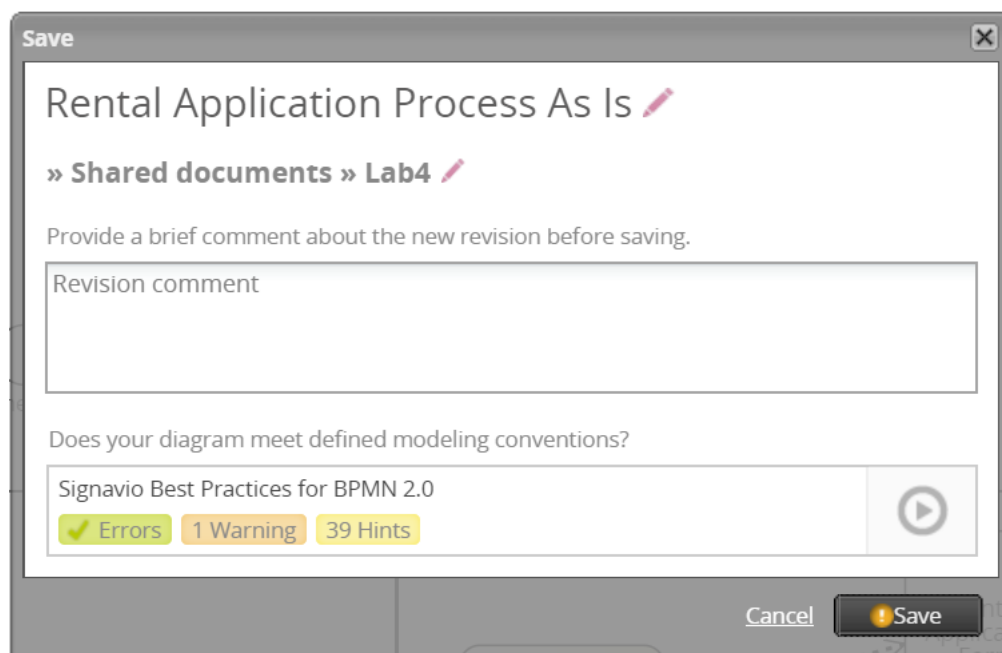 Save
Rental Application Process As Is
» Shared documents » Lab4
Provide a brief comment about the new revision before saving.
Revision comment
Does your diagram meet defined modeling conventions?
Signavio Best Practices for BPMN 2.0
Errors 1 Warning 39 Hints
Cancel Save